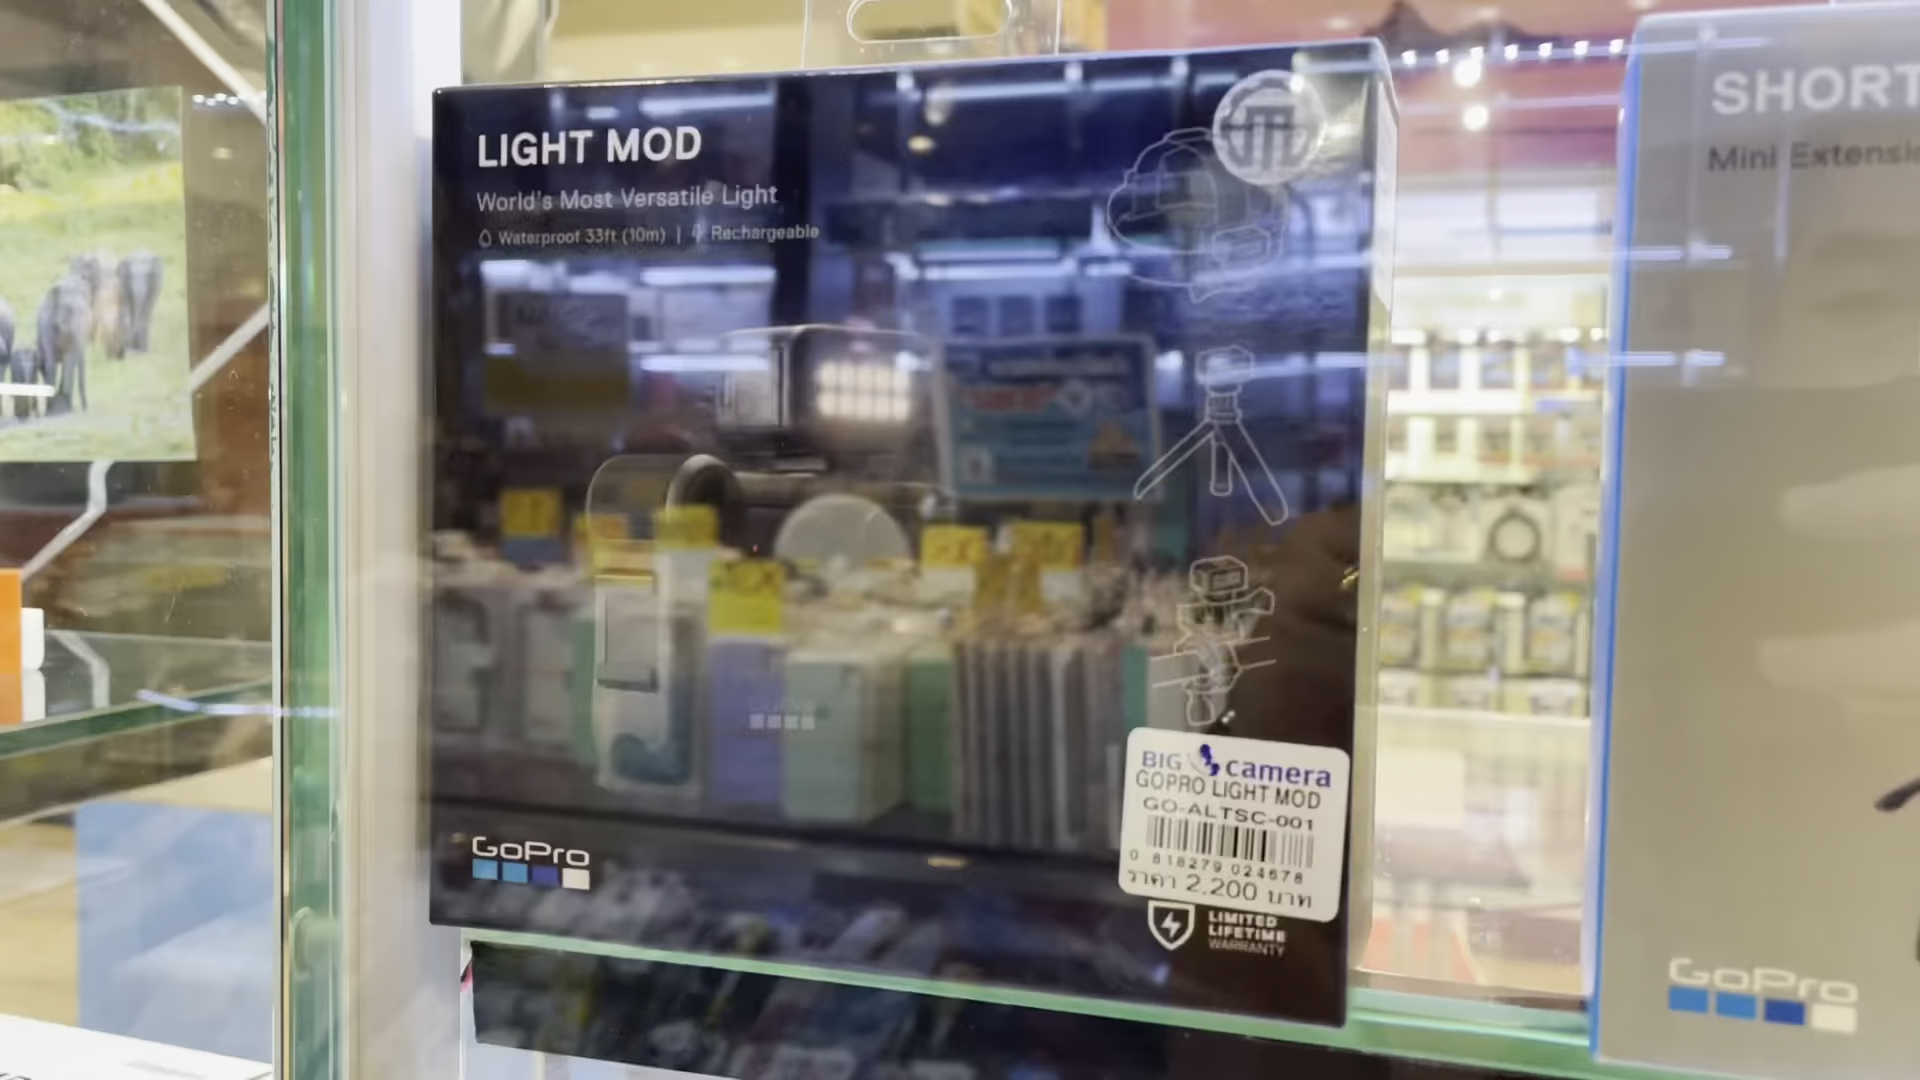 LIGHT MOD
World's Most Versatile Light
Waterproof 33ft (10m) | Rechargeable
GoPro
BIG camera
GOPRO LIGHT MOD
GO-ALTSC-001
0 818279 024678
ราคา 2,200 บาท
LIMITED
LIFETIME
WARRANTY
SHORT
Mini
GoPro